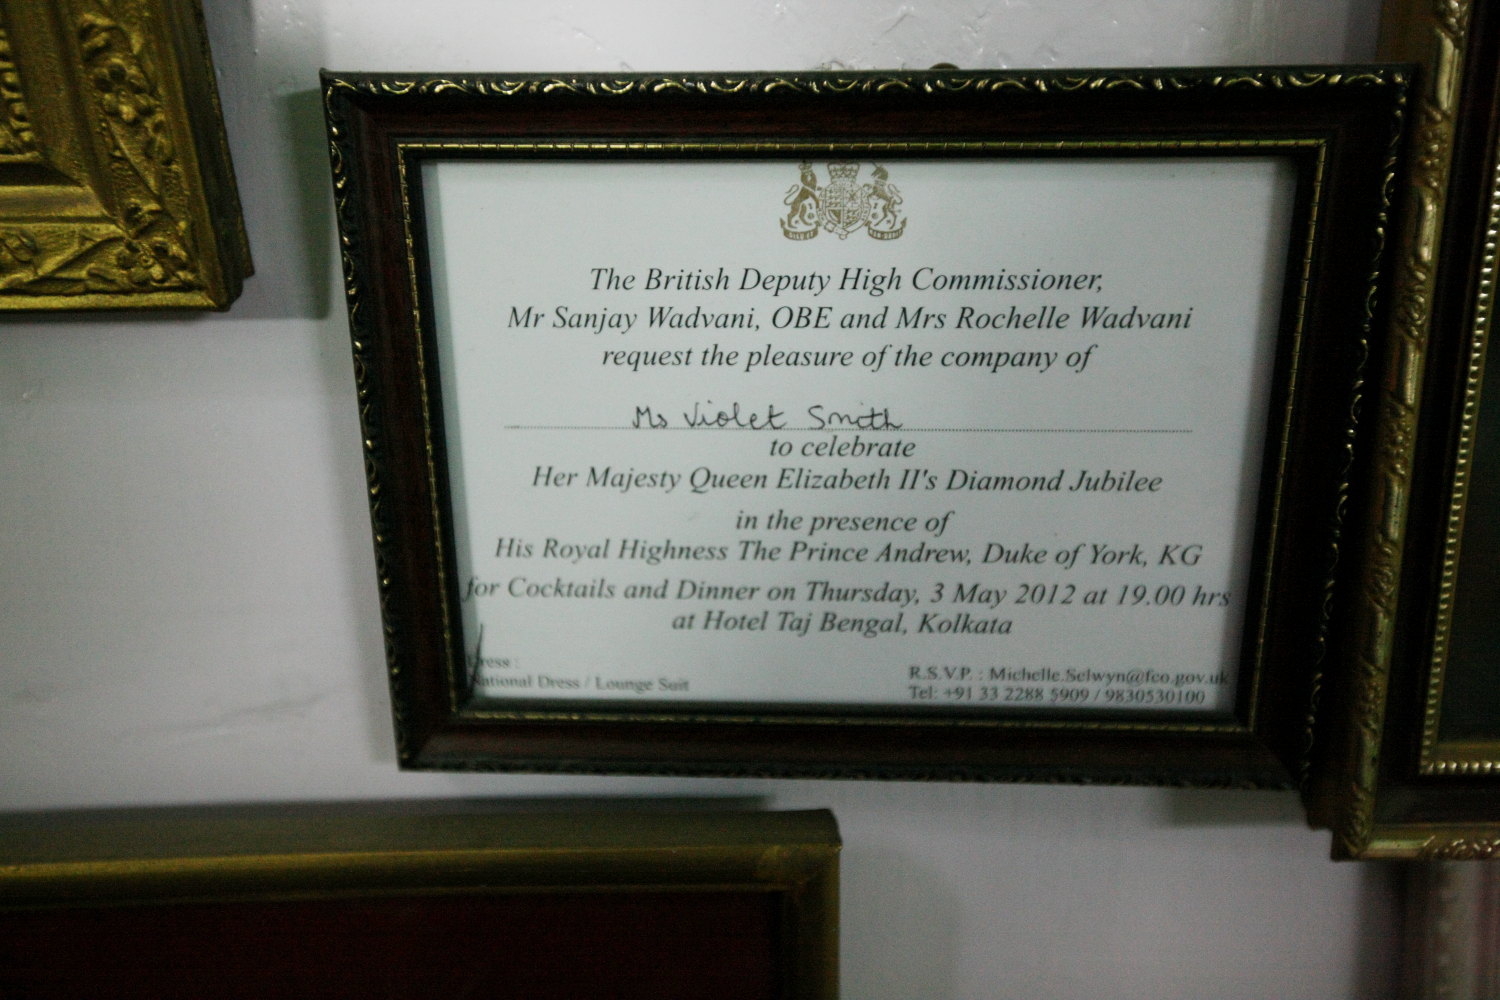 The British Deputy High Commissioner,
Mr Sanjay Wadvani, OBE and Mrs Rochelle Wadvani
request the pleasure of the company of
Ms Violet Smith
to celebrate
Her Majesty Queen Elizabeth II's Diamond Jubilee
in the presence of
His Royal Highness The Prince Andrew, Duke of York, KG
for Cocktails and Dinner on Thursday, 3 May 2012 at 19.00 hrs
at Hotel Taj Bengal, Kolkata
Dress :
National Dress / Lounge Suit
R.S.V.P. : Michelle.Selwyn@fco.gov.uk
Tel: +91 33 2288 5909 / 9830530100